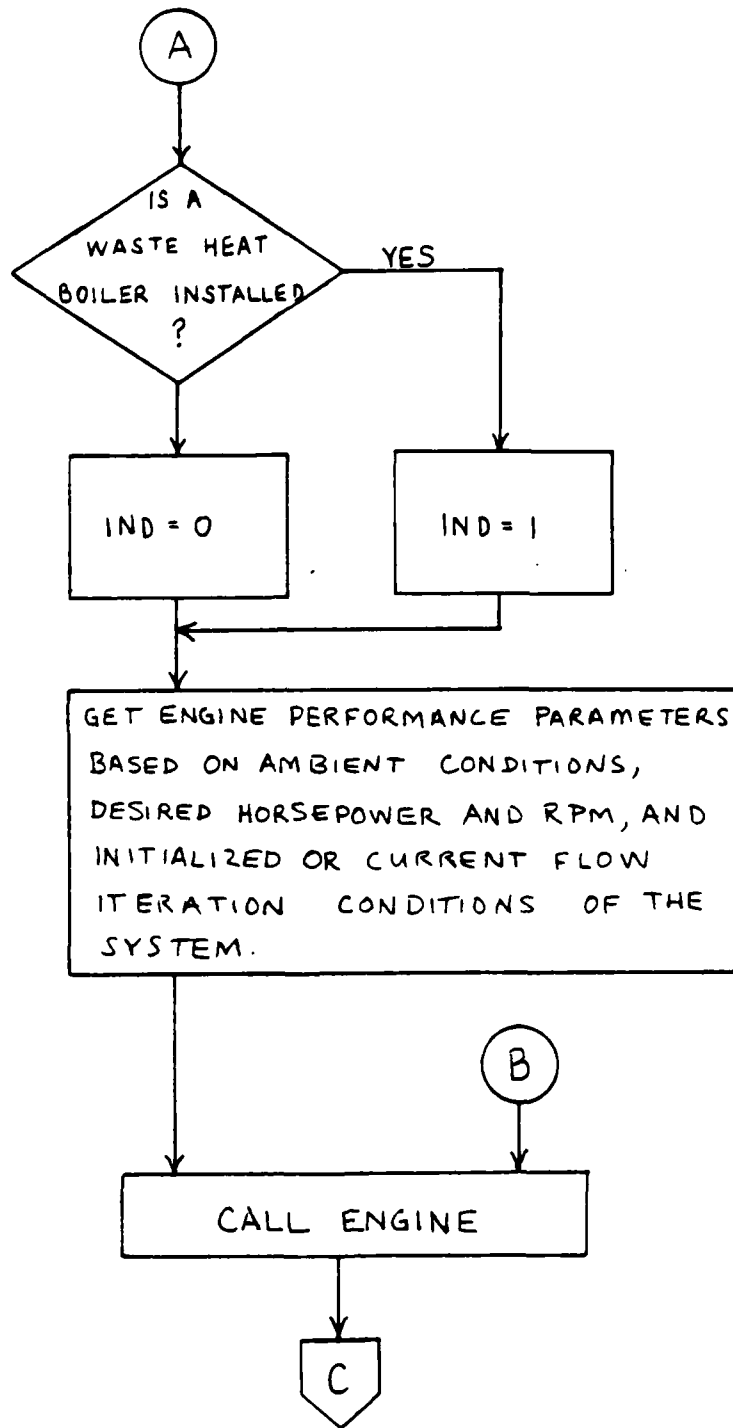 A
IS A
WASTE HEAT
BOILER INSTALLED
?
YES
IND = 0
IND = 1
GET ENGINE PERFORMANCE PARAMETERS
BASED ON AMBIENT CONDITIONS,
DESIRED HORSEPOWER AND RPM, AND
INITIALIZED OR CURRENT FLOW
ITERATION CONDITIONS OF THE
SYSTEM.
B
CALL ENGINE
C